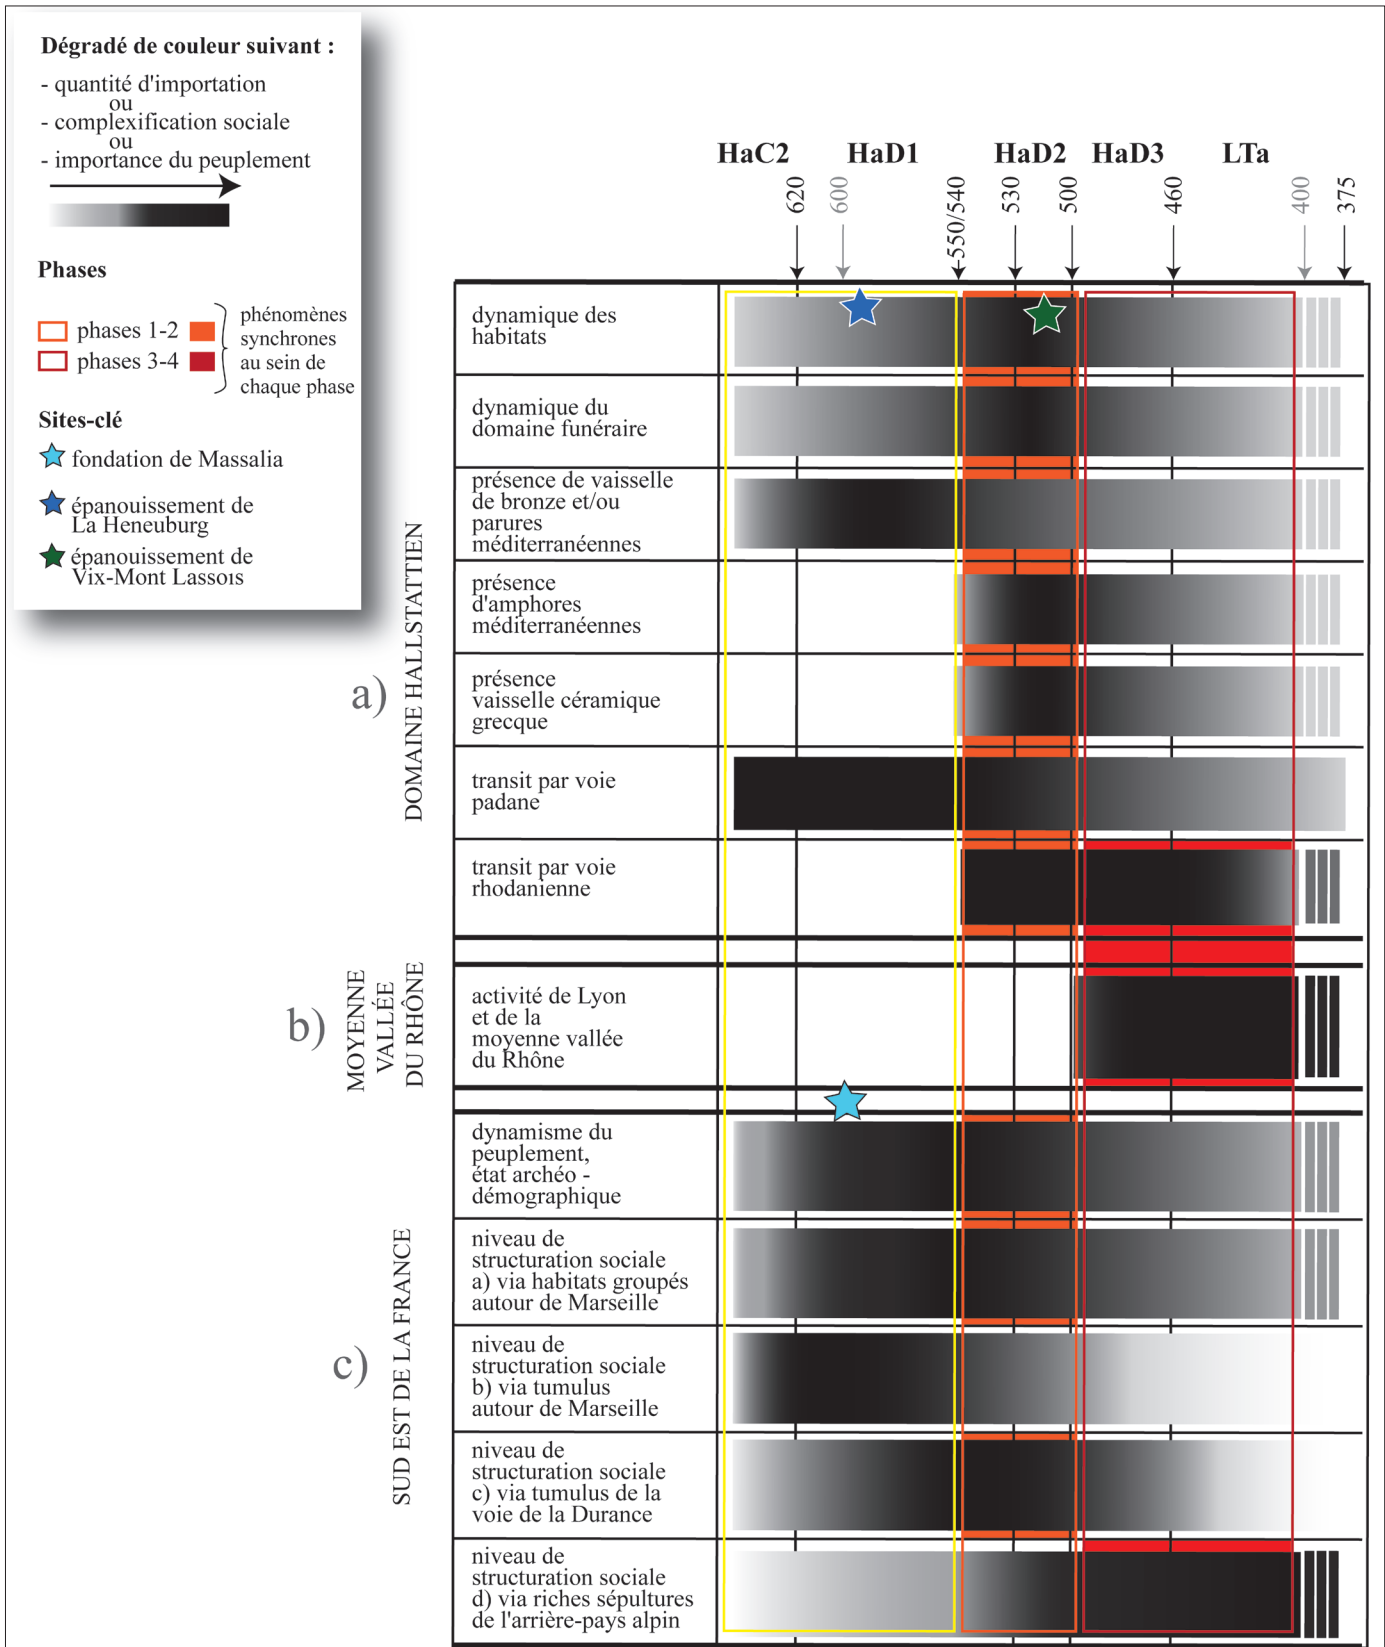 Dégradé de couleur suivant :
- quantité d'importation
ou
- complexification sociale
ou
- importance du peuplement
Phases
phases 1-2
phases 3-4
phénomènes
synchrones
au sein de
chaque phase
Sites-clé
fondation de Massalia
épanouissement de
La Heneuburg
épanouissement de
Vix-Mont Lassois
HaC2 HaD1 HaD2 HaD3 LTa
620 600 550/540 530 500 460 400 375
a) DOMAINE HALLSTATTIEN
dynamique des
habitats
dynamique du
domaine funéraire
présence de vaisselle
de bronze et/ou
parures
méditerranéennes
présence
d'amphores
méditerranéennes
présence
vaisselle céramique
grecque
transit par voie
padane
transit par voie
rhodanienne
b) MOYENNE
VALLÉE
DU RHÔNE
activité de Lyon
et de la
moyenne vallée
du Rhône
c) SUD EST DE LA FRANCE
dynamisme du
peuplement,
état archéo -
démographique
niveau de
structuration sociale
a) via habitats groupés
autour de Marseille
niveau de
structuration sociale
b) via tumulus
autour de Marseille
niveau de
structuration sociale
c) via tumulus de la
voie de la Durance
niveau de
structuration sociale
d) via riches sépultures
de l'arrière-pays alpin